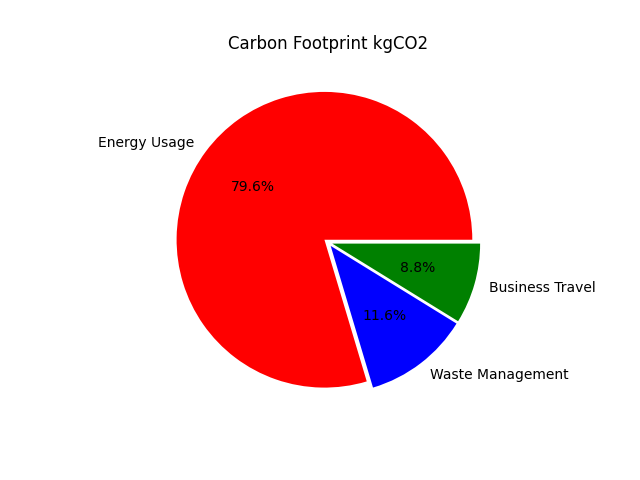 Carbon Footprint kgCO2
Energy Usage
79.6%
8.8%
Business Travel
11.6%
Waste Management